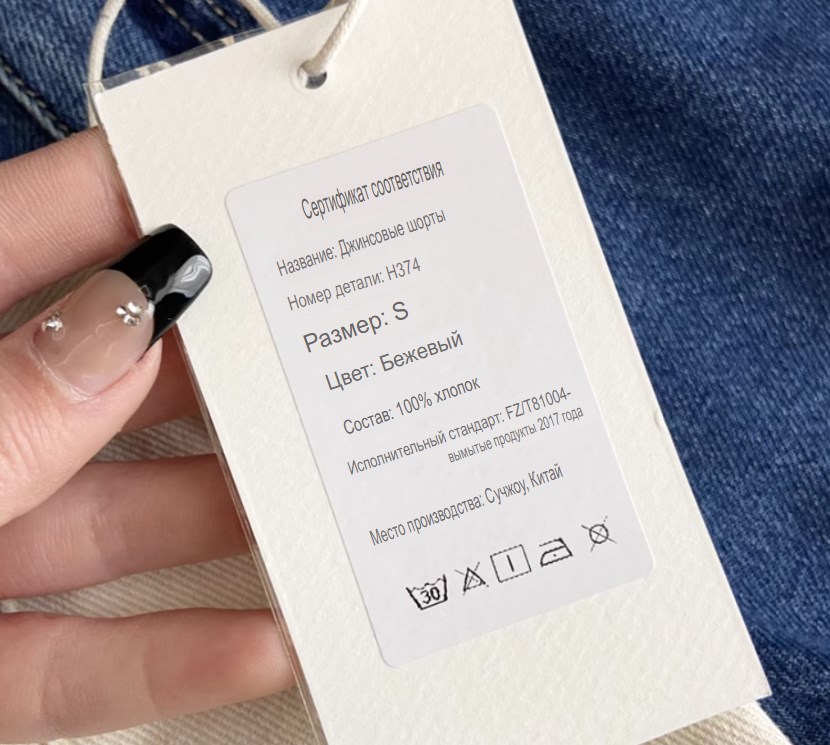 Сертификат соответствия
Название: Джинсовые шорты
Номер детали: H374
Размер: S
Цвет: Бежевый
Состав: 100% хлопок
Исполнительный стандарт: FZ/T81004-
вымытые продукты 2017 года
Место производства: Сучжоу, Китай
30